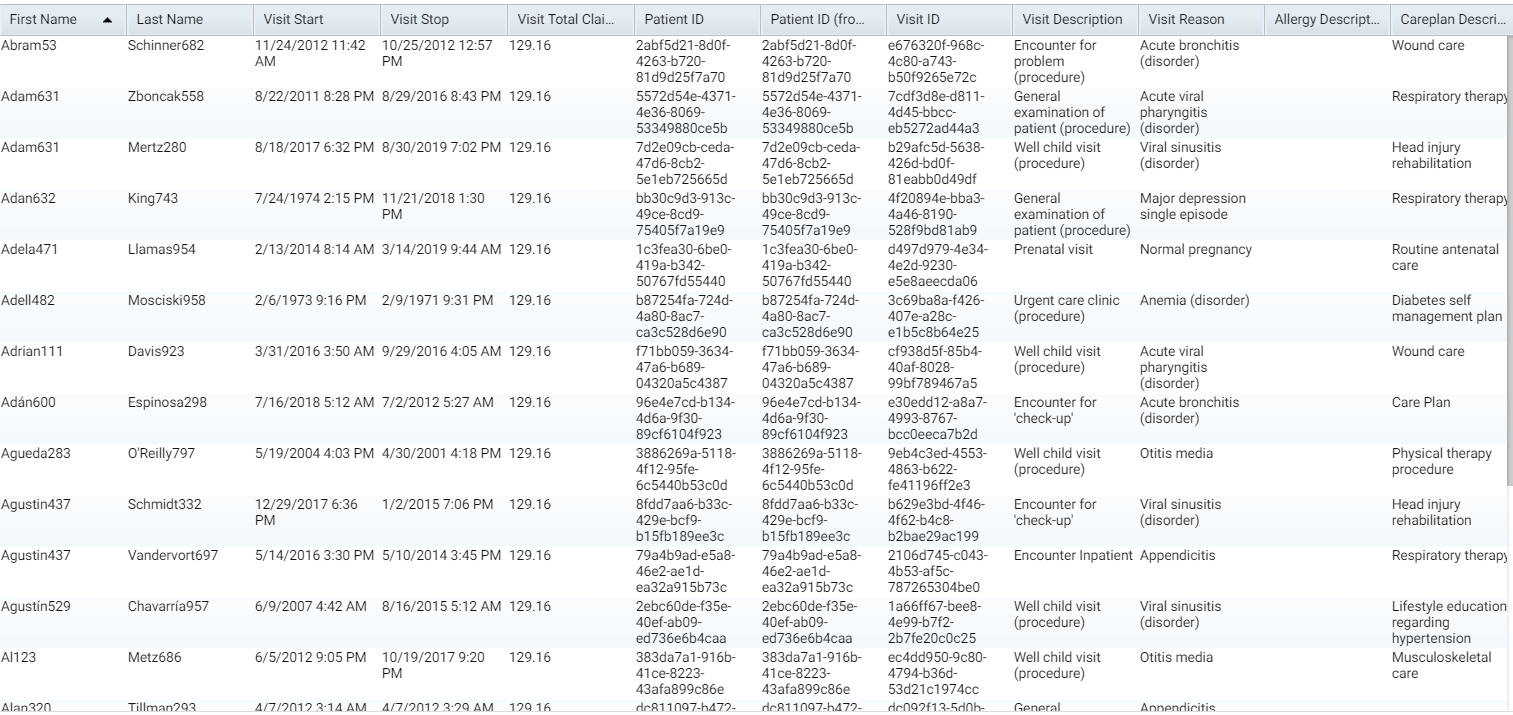 First Name Last Name Visit Start Visit Stop Visit Total Clai... Patient ID Patient ID (fro... Visit ID Visit Description Visit Reason Allergy Descript... Careplan Descri...
Abram53 Schinner682 11/24/2012 11:42 10/25/2012 12:57 129.16 2abf5d21-8d0f- 2abf5d21-8d0f- e676320f-968c- Encounter for Acute bronchitis Wound care
AM PM 4263-b720- 4263-b720- 4c80-a743- problem (disorder)
81d9d25f7a70 81d9d25f7a70 b50f9265e72c (procedure)
Adam631 Zboncak558 8/22/2011 8:28 PM 8/29/2016 8:43 PM 129.16 5572d54e-4371- 5572d54e-4371- 7cdf3d8e-d811- General Acute viral Respiratory therapy
4e36-8069- 4e36-8069- 4d45-bbcc- examination of pharyngitis
53349880ce5b 53349880ce5b eb5272ad44a3 patient (procedure) (disorder)
Adam631 Mertz280 8/18/2017 6:32 PM 8/30/2019 7:02 PM 129.16 7d2e09cb-ceda- 7d2e09cb-ceda- b29afc5d-5638- Well child visit Viral sinusitis Head injury
47d6-8cb2- 47d6-8cb2- 426d-bd0f- (procedure) (disorder) rehabilitation
5e1eb725665d 5e1eb725665d 81eabb0d49df
Adan632 King743 7/24/1974 2:15 PM 11/21/2018 1:30 129.16 bb30c9d3-913c- bb30c9d3-913c- 4f20894e-bba3- General Major depression Respiratory therapy
PM 49ce-8cd9- 49ce-8cd9- 4a46-8190- examination of single episode
75405f7a19e9 75405f7a19e9 528f9bd81ab9 patient (procedure)
Adela471 Llamas954 2/13/2014 8:14 AM 3/14/2019 9:44 AM 129.16 1c3fea30-6be0- 1c3fea30-6be0- d497d979-4e34- Prenatal visit Normal pregnancy Routine antenatal
419a-b342- 419a-b342- 4e2d-9230- care
50767fd55440 50767fd55440 e5e8aeecda06
Adell482 Mosciski958 2/6/1973 9:16 PM 2/9/1971 9:31 PM 129.16 b87254fa-724d- b87254fa-724d- 3c69ba8a-f426- Urgent care clinic Anemia (disorder) Diabetes self
4a80-8ac7- 4a80-8ac7- 407e-a28c- (procedure) management plan
ca3c528d6e90 ca3c528d6e90 e1b5c8b64e25
Adrian111 Davis923 3/31/2016 3:50 AM 9/29/2016 4:05 AM 129.16 f71bb059-3634- f71bb059-3634- cf938d5f-85b4- Well child visit Acute viral Wound care
47a6-b689- 47a6-b689- 40af-8028- (procedure) pharyngitis
04320a5c4387 04320a5c4387 99bf789467a5 (disorder)
Adán600 Espinosa298 7/16/2018 5:12 AM 7/2/2012 5:27 AM 129.16 96e4e7cd-b134- 96e4e7cd-b134- e30edd12-a8a7- Encounter for Acute bronchitis Care Plan
4d6a-9f30- 4d6a-9f30- 4993-8767- 'check-up' (disorder)
89cf6104f923 89cf6104f923 bcc0eeca7b2d
Agueda283 O'Reilly797 5/19/2004 4:03 PM 4/30/2001 4:18 PM 129.16 3886269a-5118- 3886269a-5118- 9eb4c3ed-4553- Well child visit Otitis media Physical therapy
4f12-95fe- 4f12-95fe- 4863-b622- (procedure) procedure
6c5440b53c0d 6c5440b53c0d fe41196ff2e3
Agustin437 Schmidt332 12/29/2017 6:36 1/2/2015 7:06 PM 129.16 8fdd7aa6-b33c- 8fdd7aa6-b33c- b629e3bd-4f46- Encounter for Viral sinusitis Head injury
PM 429e-bcf9- 429e-bcf9- 4f62-b4c8- 'check-up' (disorder) rehabilitation
b15fb189ee3c b15fb189ee3c b2bae29ac199
Agustin437 Vandervort697 5/14/2016 3:30 PM 5/10/2014 3:45 PM 129.16 79a4b9ad-e5a8- 79a4b9ad-e5a8- 2106d745-c043- Encounter Inpatient Appendicitis Respiratory therapy
46e2-ae1d- 46e2-ae1d- 4b53-af5c-
ea32a915b73c ea32a915b73c 787265304be0
Agustín529 Chavarría957 6/9/2007 4:42 AM 8/16/2015 5:12 AM 129.16 2ebc60de-f35e- 2ebc60de-f35e- 1a66ff67-bee8- Well child visit Viral sinusitis Lifestyle education
40ef-ab09- 40ef-ab09- 4e99-b7f2- (procedure) (disorder) regarding
ed736e6b4caa ed736e6b4caa 2b7fe20c0c25 hypertension
Al123 Metz686 6/5/2012 9:05 PM 10/19/2017 9:20 129.16 383da7a1-916b- 383da7a1-916b- ec4dd950-9c80- Well child visit Otitis media Musculoskeletal
PM 41ce-8223- 41ce-8223- 4794-b36d- (procedure) care
43afa899c86e 43afa899c86e 53d21c1974cc
Alan320 Tillman293 4/7/2012 3:14 AM 4/7/2012 3:29 AM 129.16 dc811097-b472- dc811097-b472- dc092f13-5d0b- General Appendicitis